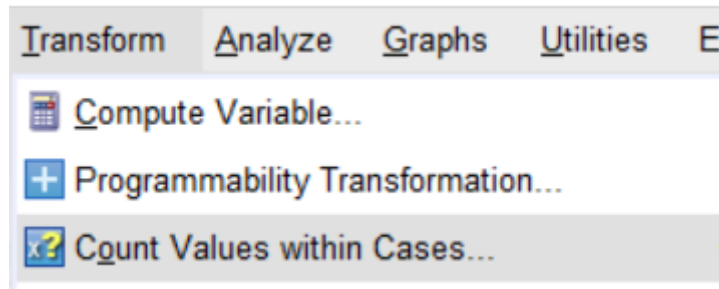 Transform Analyze Graphs Utilities E
Compute Variable...
Programmability Transformation...
Count Values within Cases...